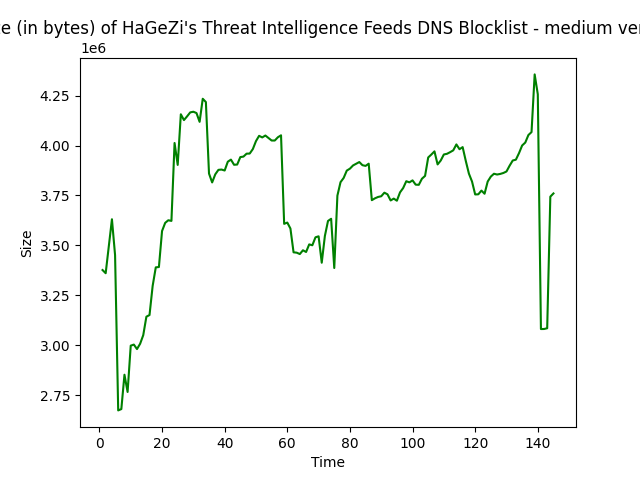 (in bytes) of HaGeZi's Threat Intelligence Feeds DNS Blocklist - medium
1e6
4.25
4.00
3.75
3.50
3.25
3.00
2.75
Size
0 20 40 60 80 100 120 140
Time